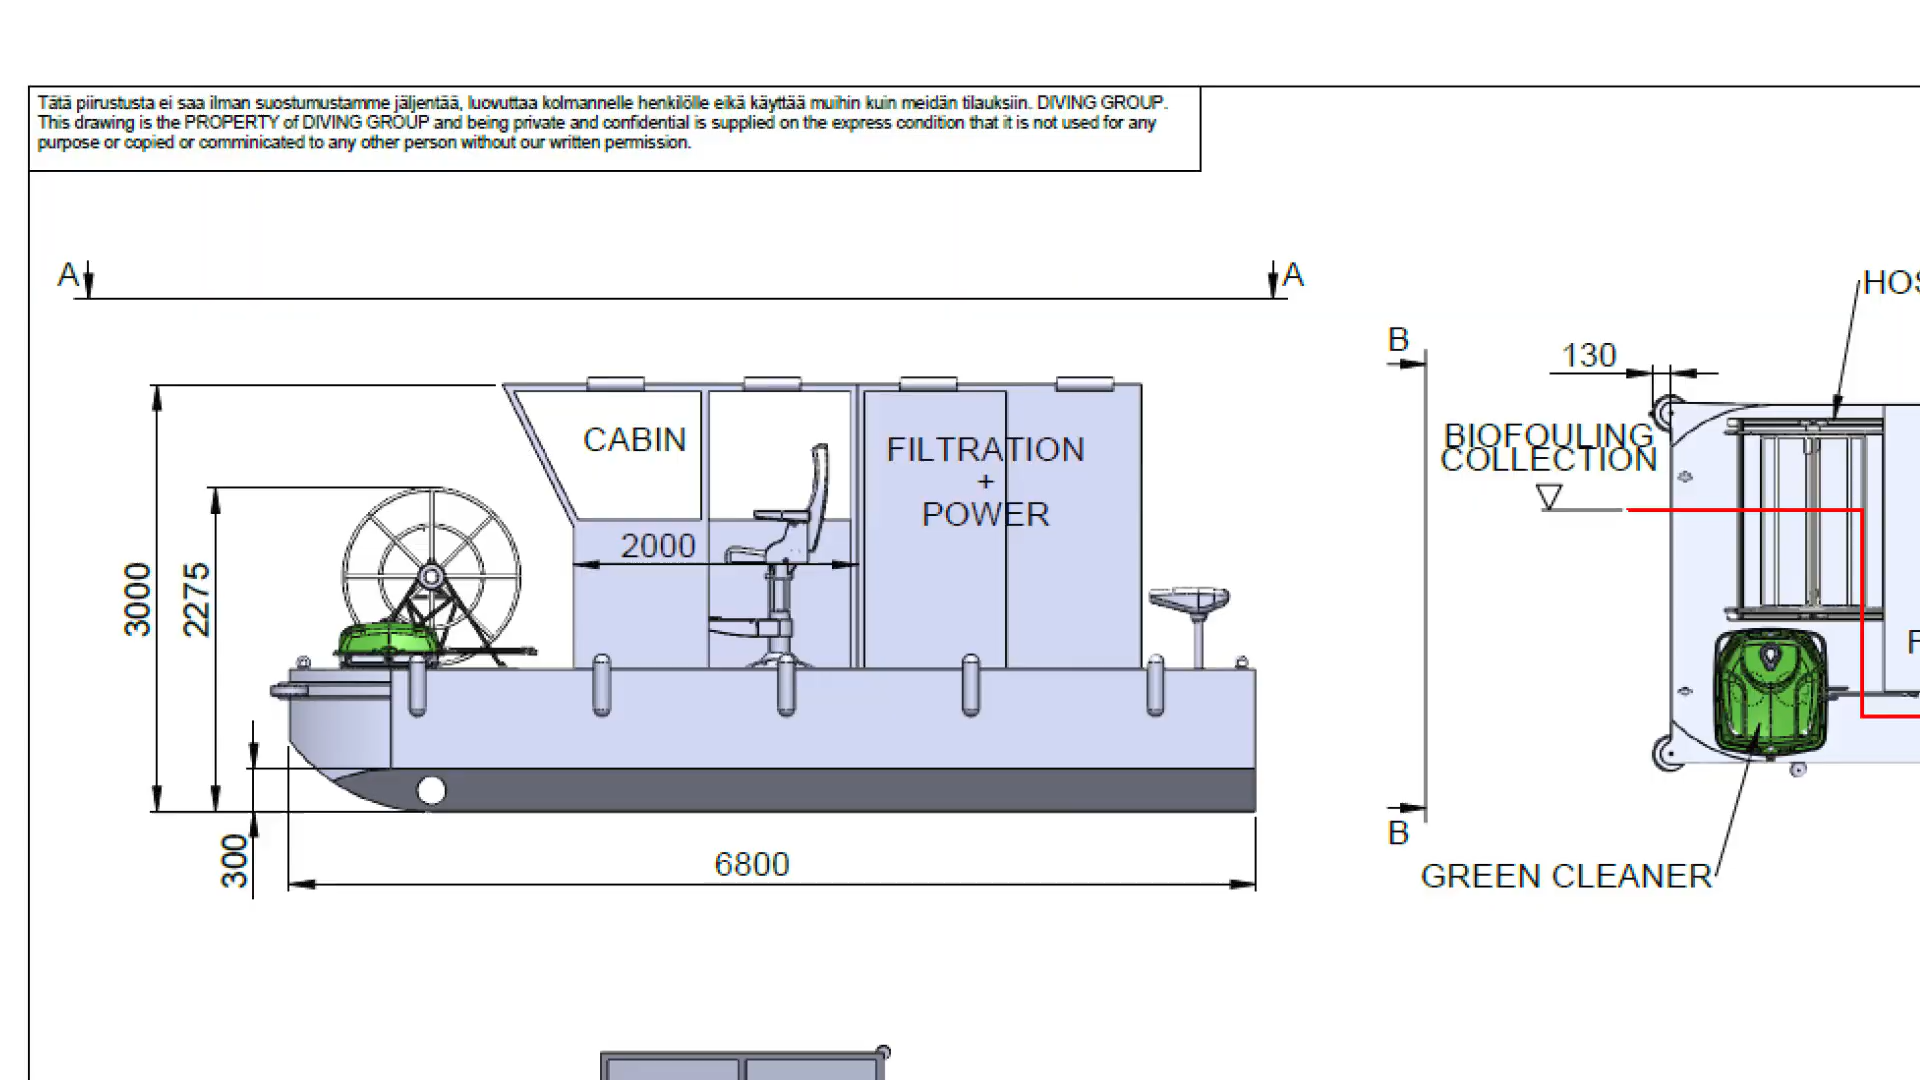 Tätä piirustusta ei saa ilman suostumustamme jäljentää, luovuttaa kolmannelle henkilölle eikä käyttää muihin kuin meidän tilauksiin. DIVING GROUP.
This drawing is the PROPERTY of DIVING GROUP and being private and confidential is supplied on the express condition that it is not used for any
purpose or copied or comminicated to any other person without our written permission.
A
A
HOS
B
130
BIOFOULING
COLLECTION
CABIN
FILTRATION
+
POWER
2000
3000
2275
300
6800
F
B
GREEN CLEANER